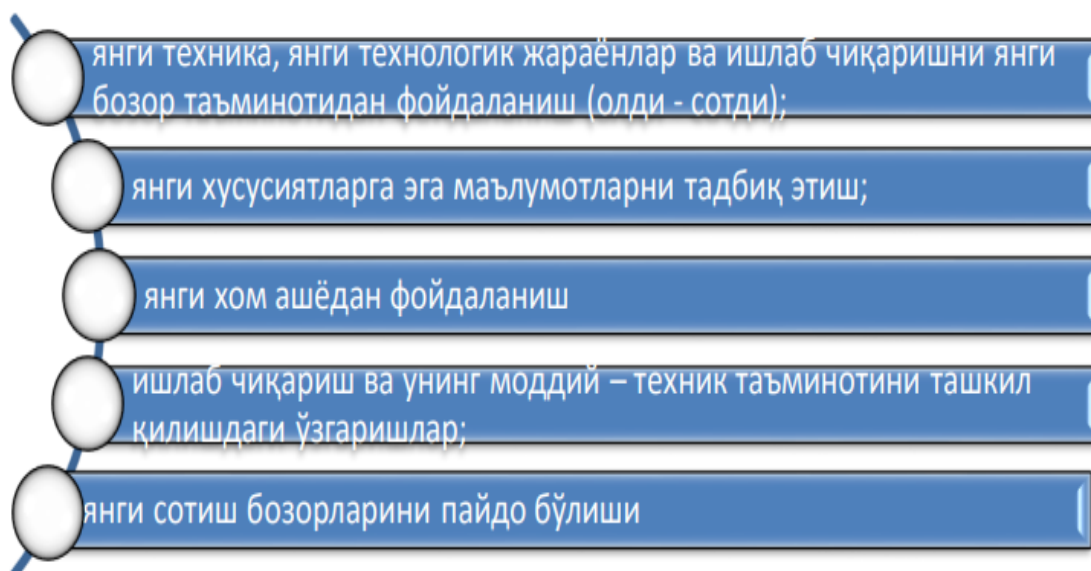 янги техника, янги технологик жараёнлар ва ишлаб чиқаришни янги
бозор таъминотидан фойдаланиш (олди - сотди);
янги хусусиятларга эга маълумотларни тадбиқ этиш;
янги хом ашёдан фойдаланиш
ишлаб чиқариш ва унинг моддий – техник таъминотини ташкил
қилишдаги ўзгаришлар;
янги сотиш бозорларини пайдо бўлиши